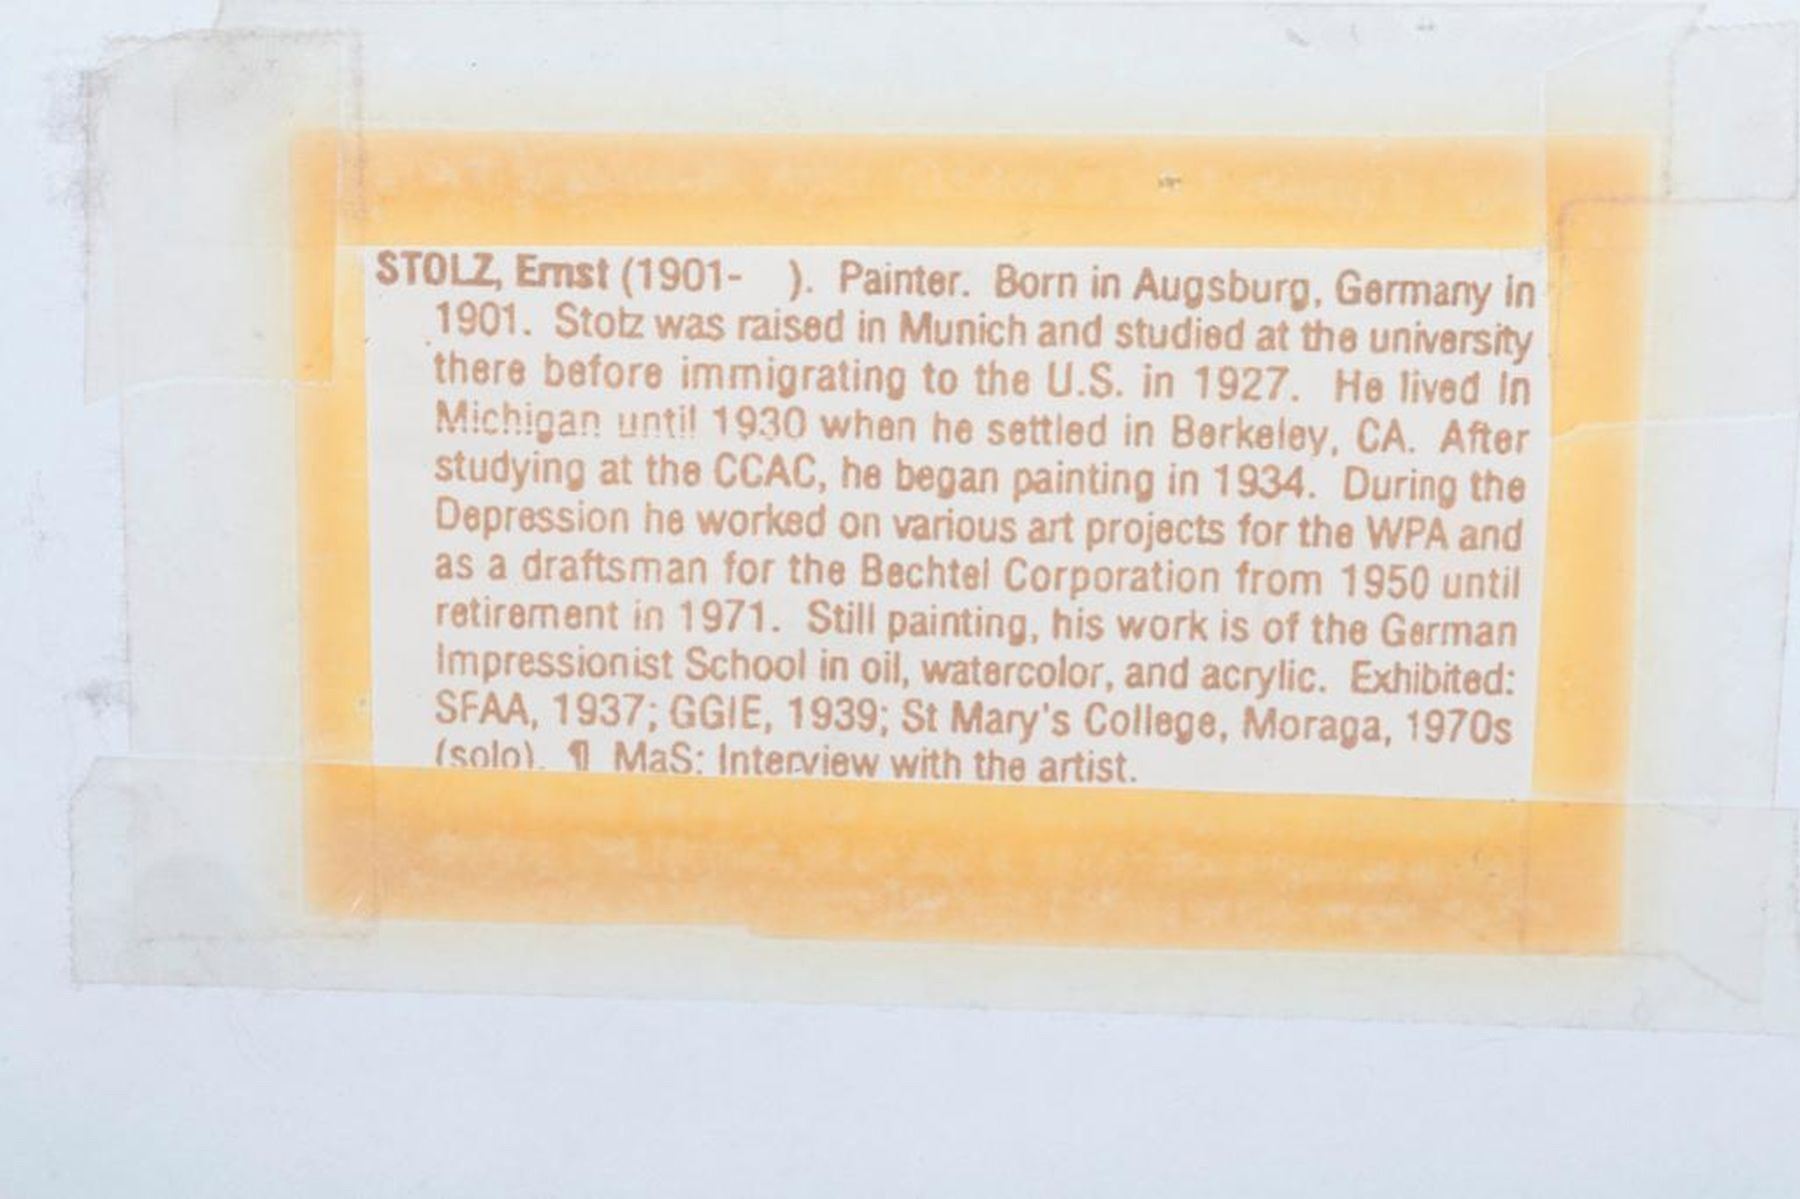 STOLZ, Ernst (1901- ). Painter. Born in Augsburg, Germany in
1901. Stolz was raised in Munich and studied at the university
there before immigrating to the U.S. in 1927. He lived in
Michigan until 1930 when he settled in Berkeley, CA. After
studying at the CCAC, he began painting in 1934. During the
Depression he worked on various art projects for the WPA and
as a draftsman for the Bechtel Corporation from 1950 until
retirement in 1971. Still painting, his work is of the German
Impressionist School in oil, watercolor, and acrylic. Exhibited:
SFAA, 1937; GGIE, 1939; St Mary's College, Moraga, 1970s
(solo). ¶ MaS: Interview with the artist.